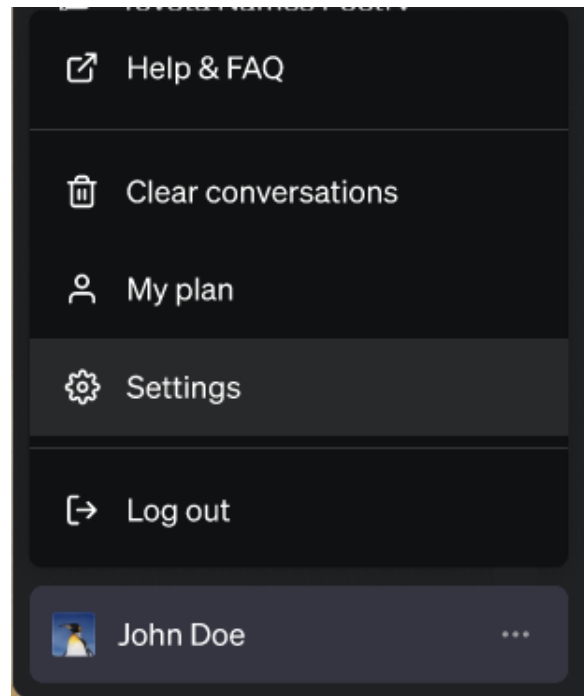 Help & FAQ
Clear conversations
My plan
Settings
Log out
John Doe